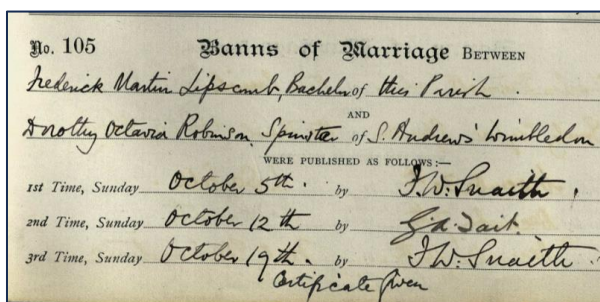 No. 105 Banns of Marriage BETWEEN
Frederick Martin Lipscomb, Bachelor of this Parish.
AND
Dorothy Octavia Robinson, Spinster of S. Andrews' Wimbledon
WERE PUBLISHED AS FOLLOWS:—
1st Time, Sunday October 5th. by J. W. Snaith.
2nd Time, Sunday October 12th by G. A. Tait.
3rd Time, Sunday October 19th. by J. W. Snaith.
Certificate given